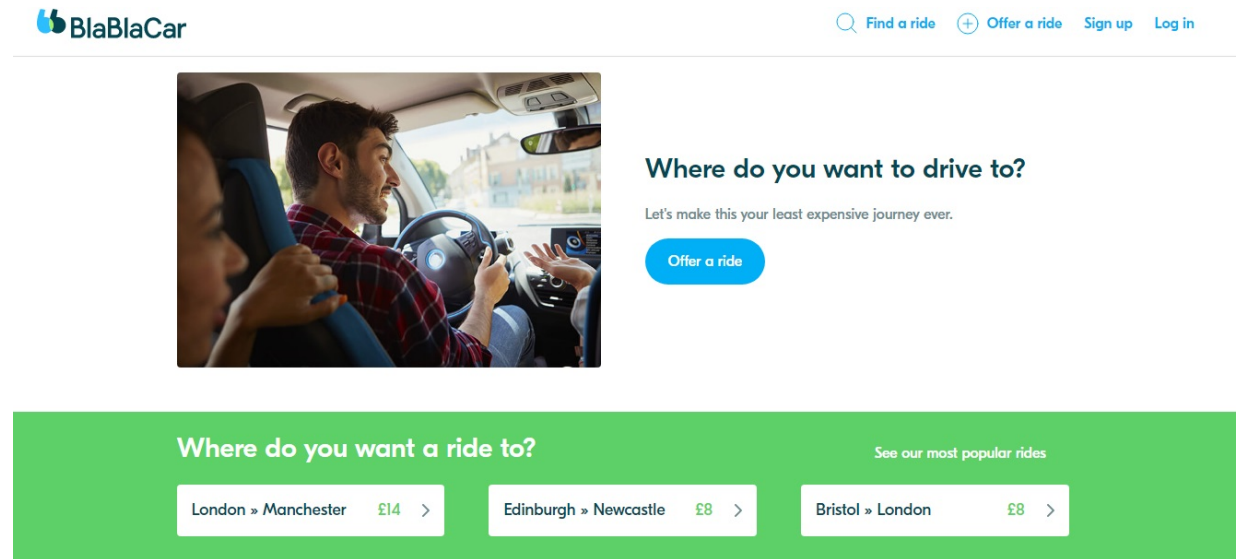 BlaBlaCar
Find a ride
Offer a ride
Sign up
Log in
Where do you want to drive to?
Let's make this your least expensive journey ever.
Offer a ride
Where do you want a ride to?
See our most popular rides
London » Manchester £14
Edinburgh » Newcastle £8
Bristol » London £8